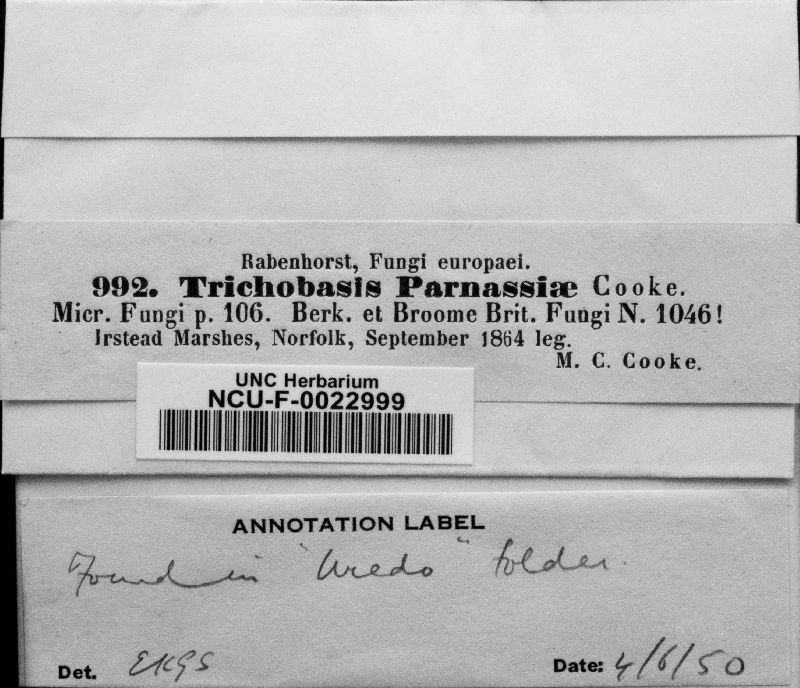 Rabenhorst, Fungi europaei.
992. Trichobasis Parnassiæ Cooke.
Micr. Fungi p. 106. Berk. et Broome Brit. Fungi N. 1046!
Irstead Marshes, Norfolk, September 1864 leg.
M. C. Cooke.
UNC Herbarium
NCU-F-0022999
ANNOTATION LABEL
Found in "Uredo" folder.
Det. EKGS
Date: 4/6/50